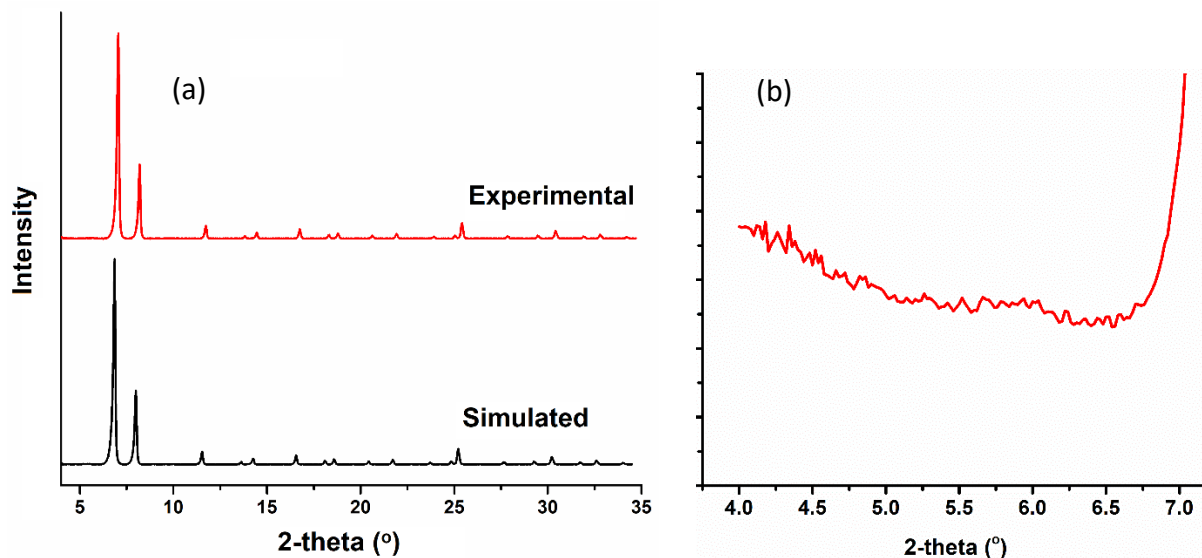 (a)
Experimental
Simulated
Intensity
5 10 15 20 25 30 35
2-theta (º)
(b)
4.0 4.5 5.0 5.5 6.0 6.5 7.0
2-theta (º)